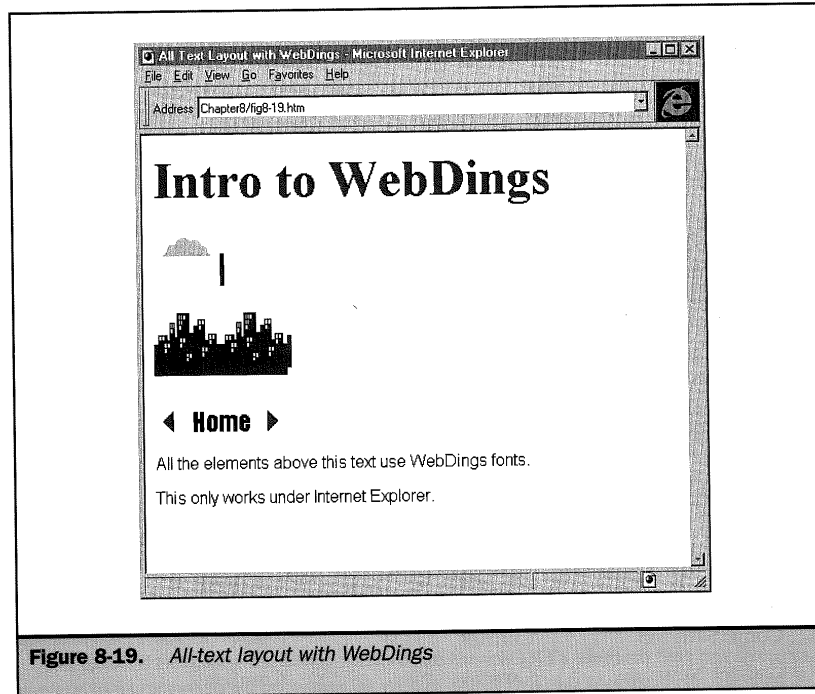 All Text Layout with WebDings - Microsoft Internet Explorer
File Edit View Go Favorites Help
Address Chapter8/fig8-19.htm
Intro to WebDings
Home
All the elements above this text use WebDings fonts.
This only works under Internet Explorer.
Figure 8-19. All-text layout with WebDings